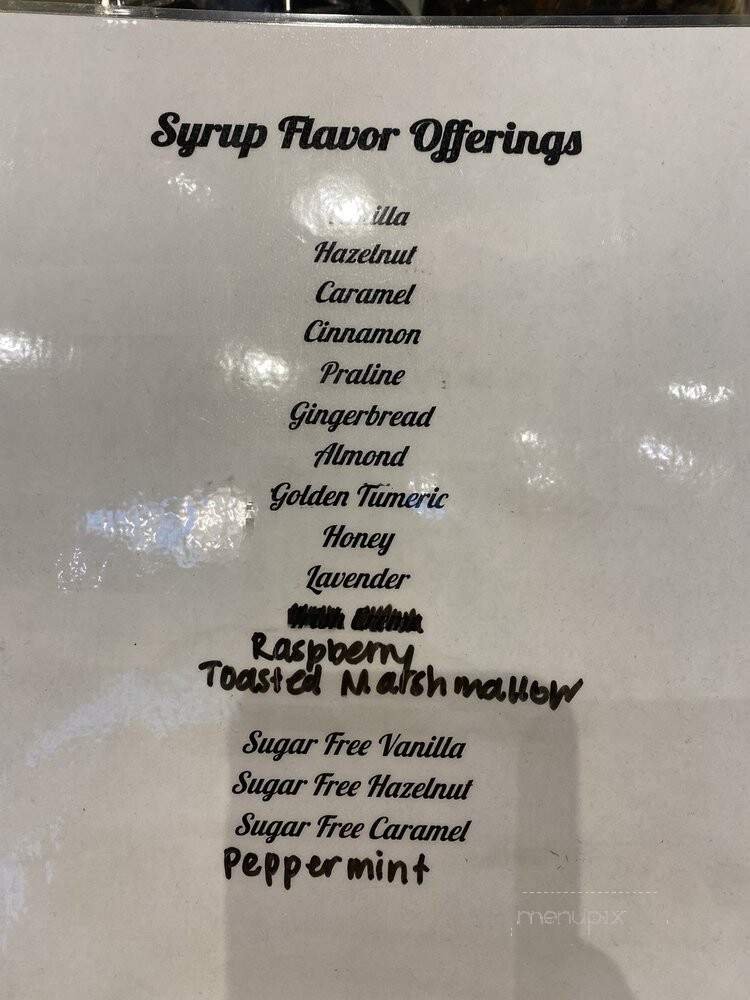 Syrup Flavor Offerings
Hazelnut
Caramel
Cinnamon
Praline
Gingerbread
Almond
Golden Tumeric
Honey
Lavender
Raspberry
Toasted Marshmallow
Sugar Free Vanilla
Sugar Free Hazelnut
Sugar Free Caramel
Peppermint
menupix